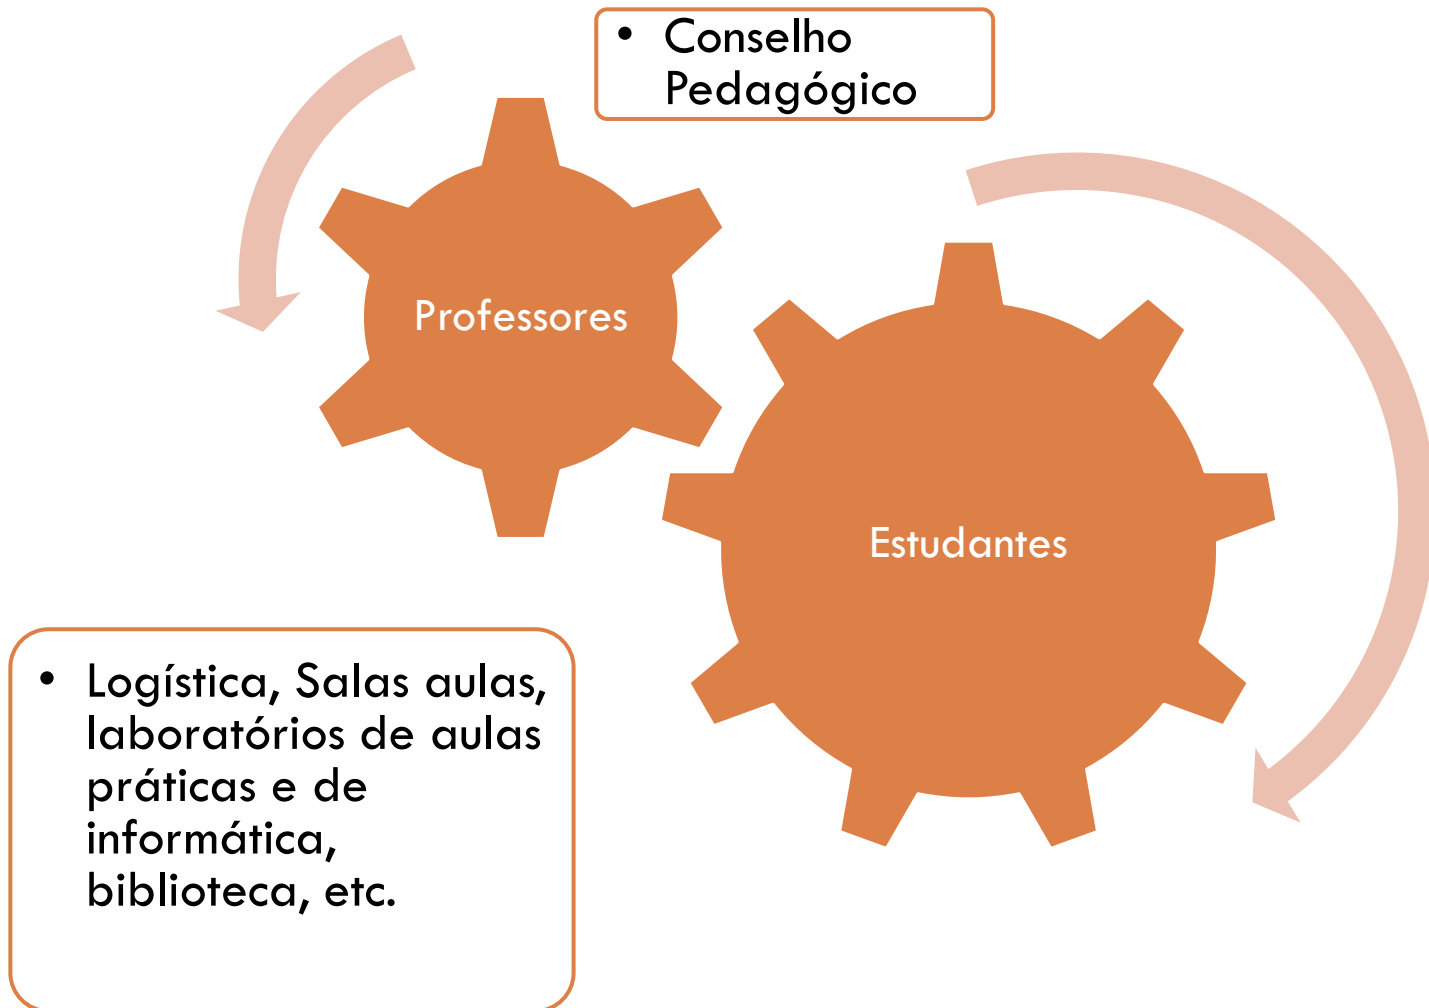 • Conselho
Pedagógico
Professores
Estudantes
• Logística, Salas aulas,
laboratórios de aulas
práticas e de
informática,
biblioteca, etc.